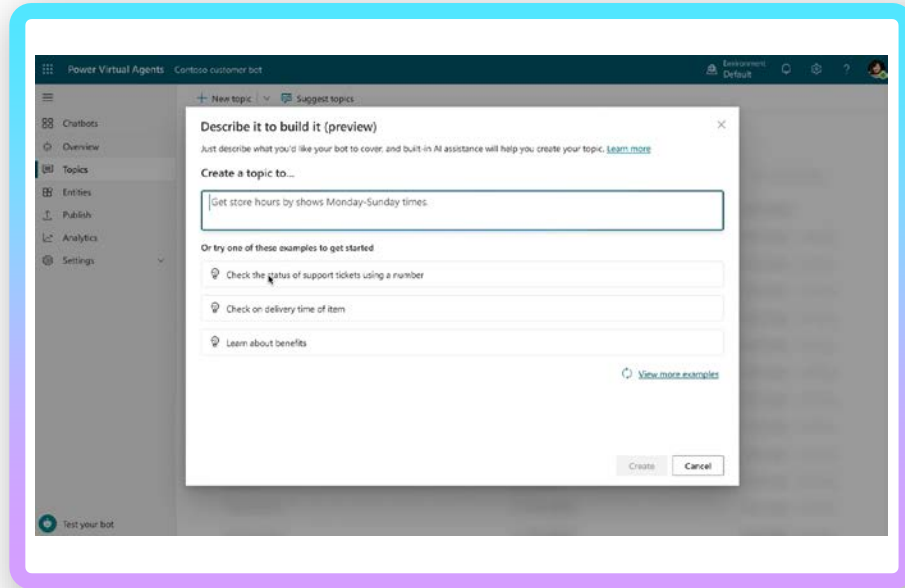 Power Virtual Agents Contoso customer bot
Environment
Default
?
New topic
Suggest topics
Chatbots
Overview
Topics
Entities
Publish
Analytics
Settings
Describe it to build it (preview)
Just describe what you'd like your bot to cover, and built-in AI assistance will help you create your topic. Learn more
Create a topic to...
Get store hours by shows Monday-Sunday times.
Or try one of these examples to get started
Check the status of support tickets using a number
Check on delivery time of item
Learn about benefits
View more examples
Create
Cancel
Test your bot